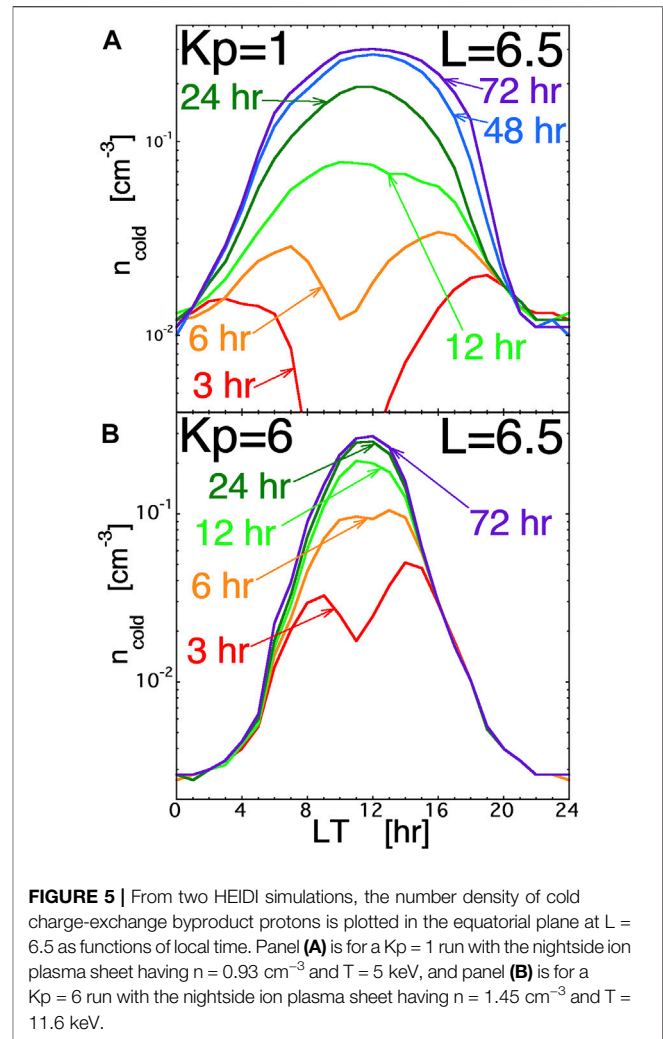 A
Kp=1
L=6.5
24 hr
72 hr
48 hr
10⁻¹
n_cold [cm⁻³]
6 hr
12 hr
10⁻²
3 hr
B
Kp=6
L=6.5
24 hr
12 hr
72 hr
10⁻¹
6 hr
n_cold [cm⁻³]
3 hr
10⁻²
0 4 8 12 16 20 24
LT [hr]
FIGURE 5 | From two HEIDI simulations, the number density of cold
charge-exchange byproduct protons is plotted in the equatorial plane at L =
6.5 as functions of local time. Panel (A) is for a Kp = 1 run with the nightside ion
plasma sheet having n = 0.93 cm⁻³ and T = 5 keV, and panel (B) is for a
Kp = 6 run with the nightside ion plasma sheet having n = 1.45 cm⁻³ and T =
11.6 keV.